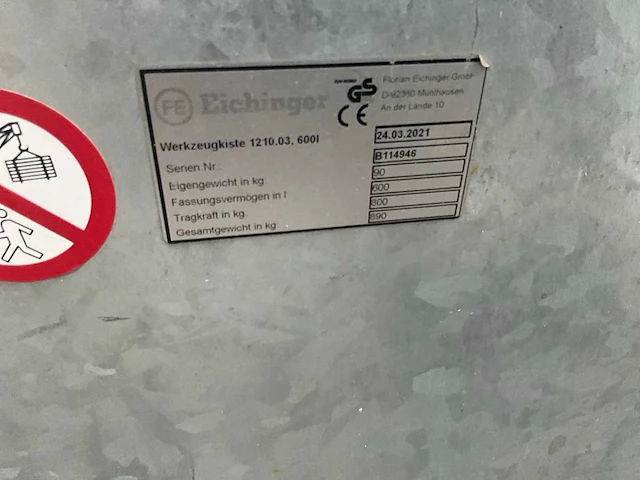 FE Eichinger
GS
CE
Florian Eichinger GmbH
D-92360 Mühlhausen
An der Lände 10
Werkzeugkiste 1210.03, 600l
24.03.2021
Serien Nr. B114946
Eigengewicht in kg 90
Fassungsvermögen in l 600
Tragkraft in kg 800
Gesamtgewicht in kg 890